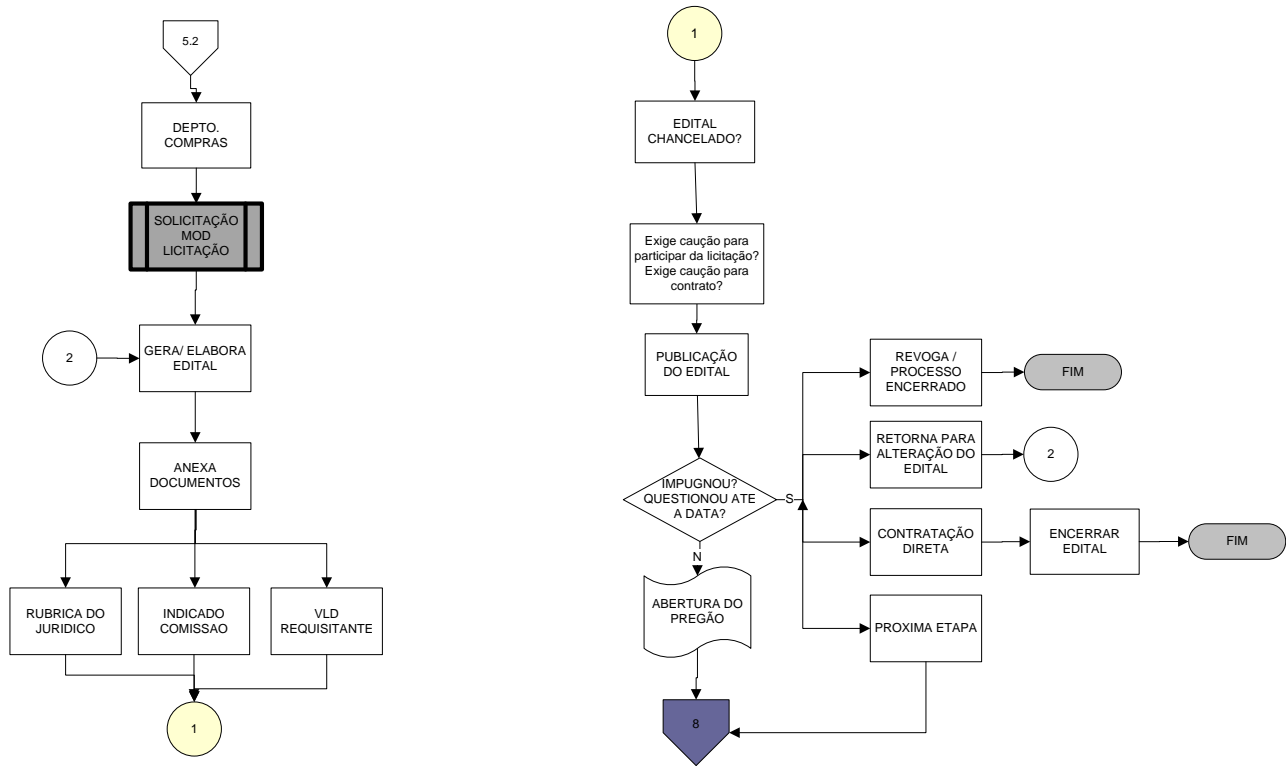 5.2
DEPTO.
COMPRAS
SOLICITAÇÃO
MOD
LICITAÇÃO
2
GERA/ ELABORA
EDITAL
ANEXA
DOCUMENTOS
RUBRICA DO
JURIDICO
INDICADO
COMISSAO
VLD
REQUISITANTE
1
1
EDITAL
CHANCELADO?
Exige caução para
participar da licitação?
Exige caução para
contrato?
PUBLICAÇÃO
DO EDITAL
IMPUGNOU?
QUESTIONOU ATE
A DATA?
S
N
ABERTURA DO
PREGÃO
8
REVOGA /
PROCESSO
ENCERRADO
FIM
RETORNA PARA
ALTERAÇÃO DO
EDITAL
2
CONTRATAÇÃO
DIRETA
ENCERRAR
EDITAL
FIM
PROXIMA ETAPA